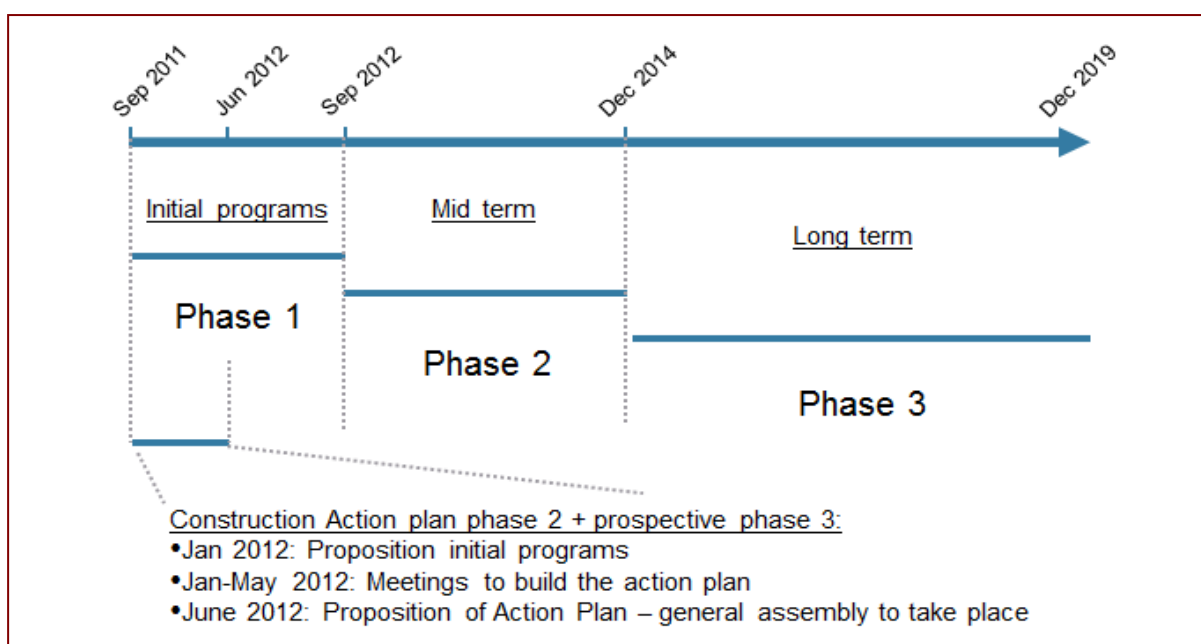 Sep 2011
Jun 2012
Sep 2012
Dec 2014
Dec 2019
Initial programs
Mid term
Long term
Phase 1
Phase 2
Phase 3
Construction Action plan phase 2 + prospective phase 3:
•Jan 2012: Proposition initial programs
•Jan-May 2012: Meetings to build the action plan
•June 2012: Proposition of Action Plan – general assembly to take place